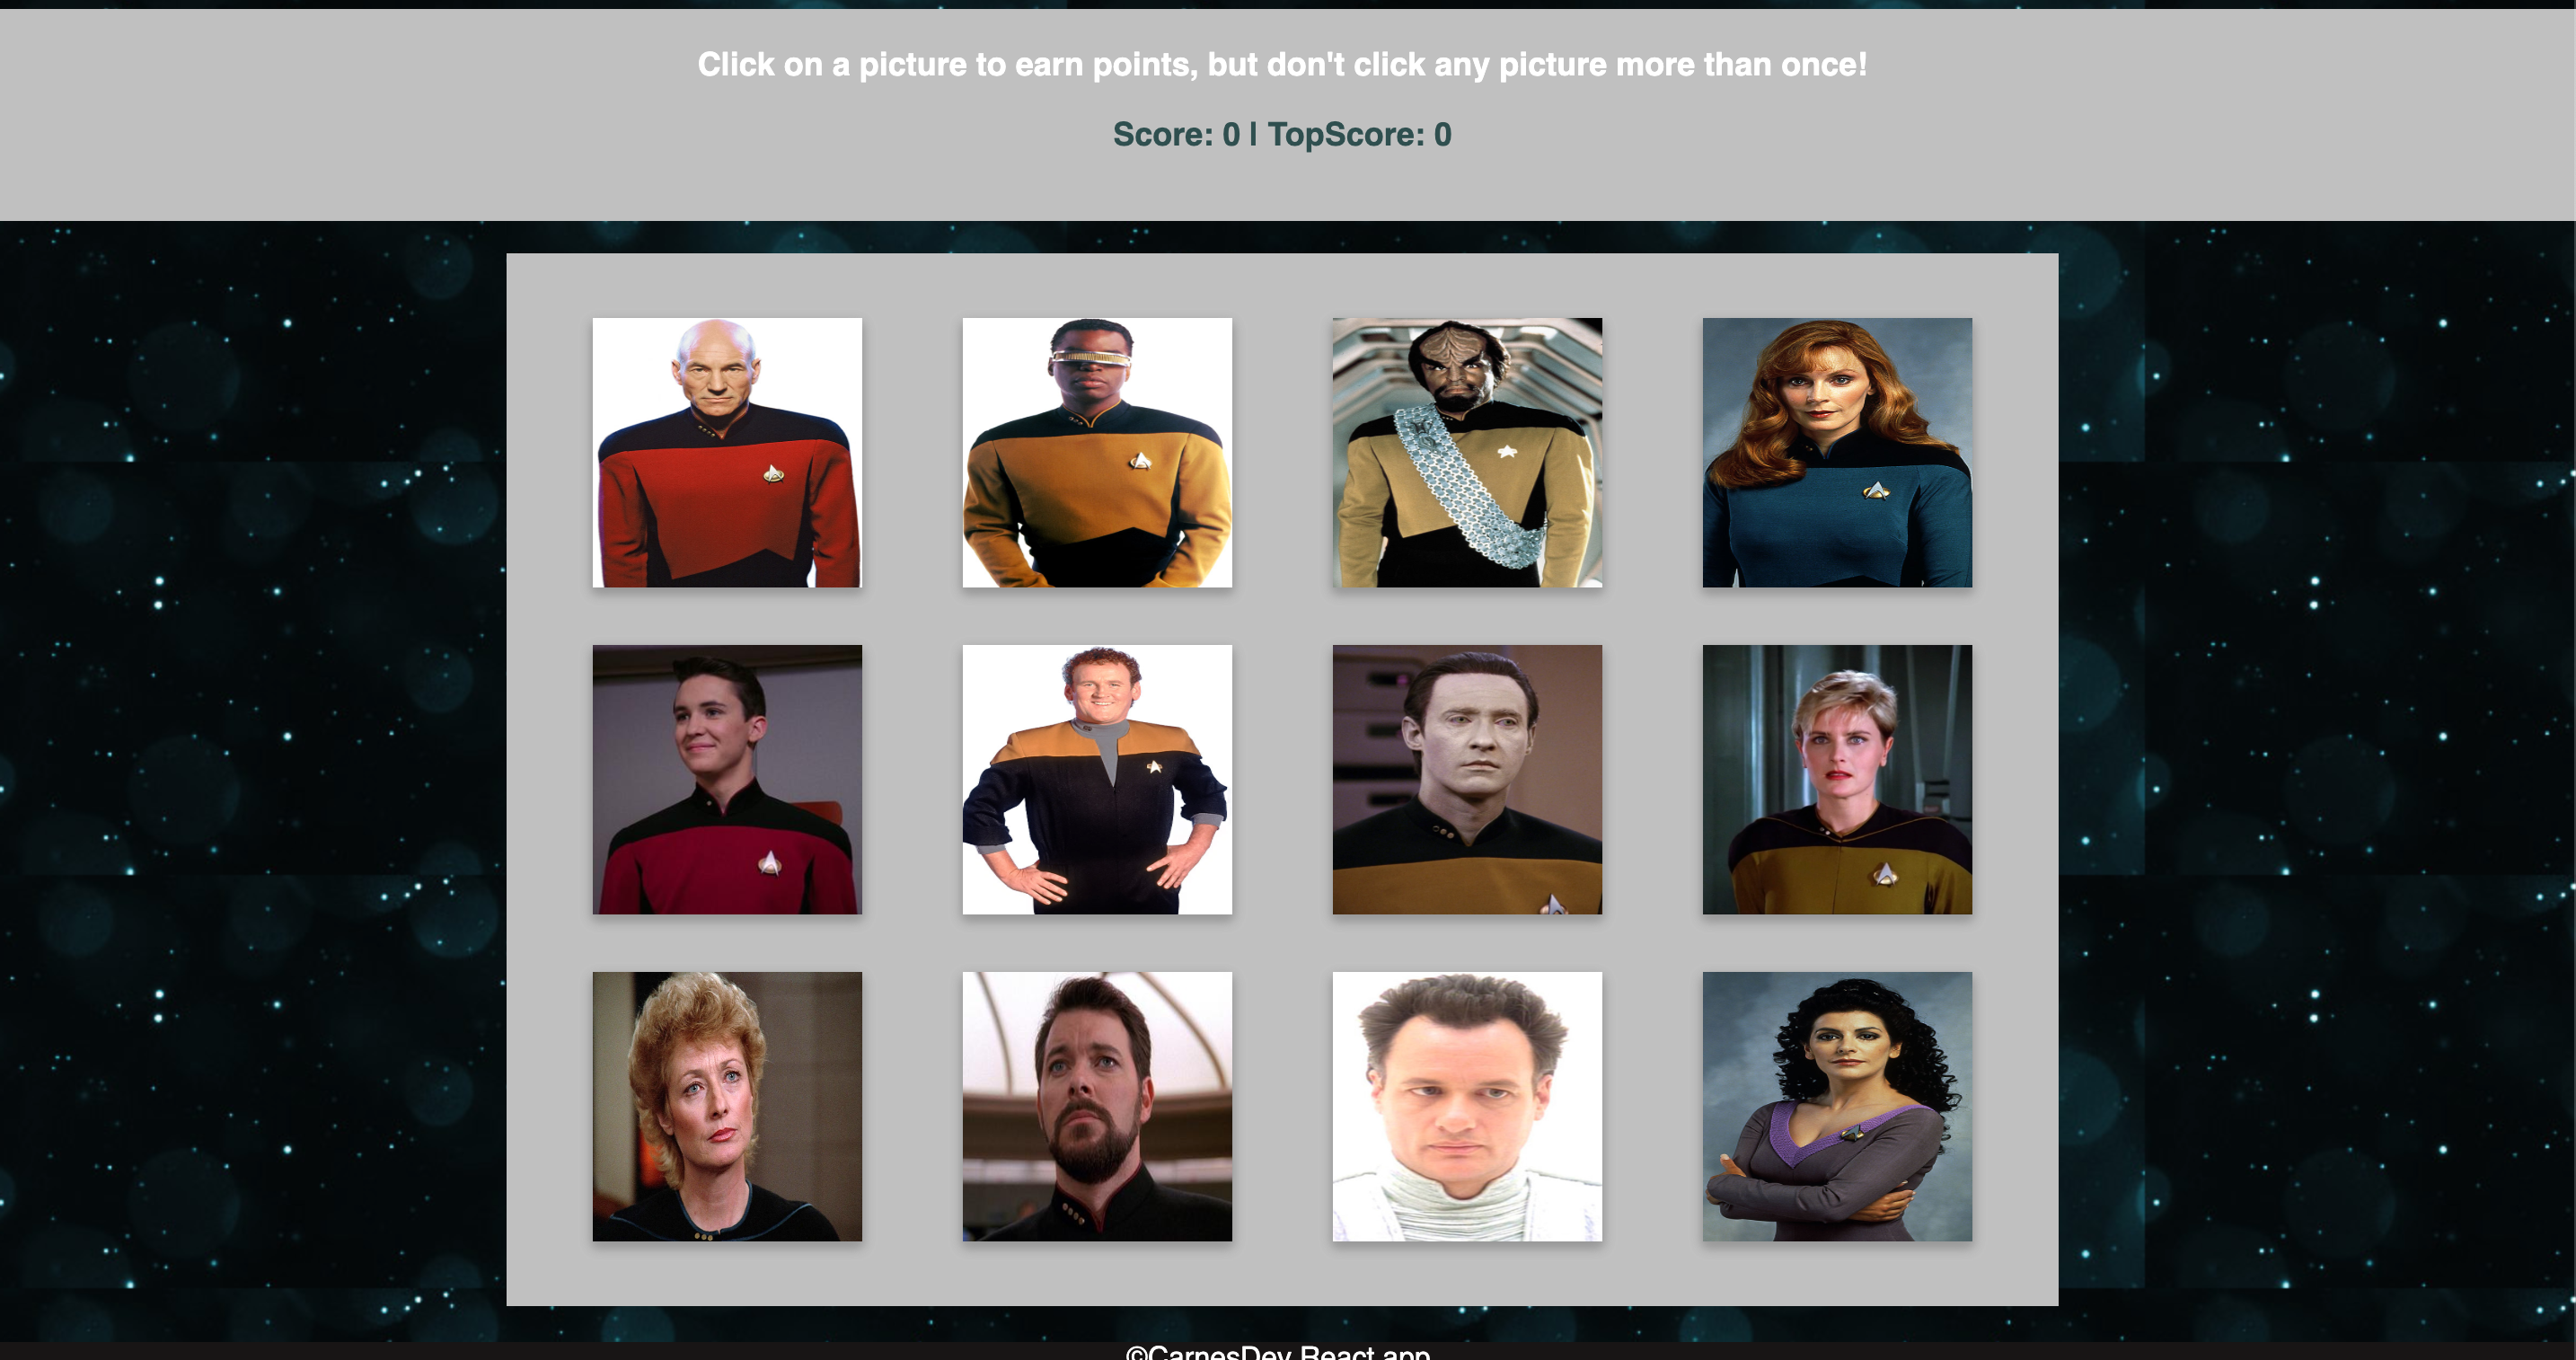 Click on a picture to earn points, but don't click any picture more than once!
Score: 0 | TopScore: 0
©CarnesDev React app